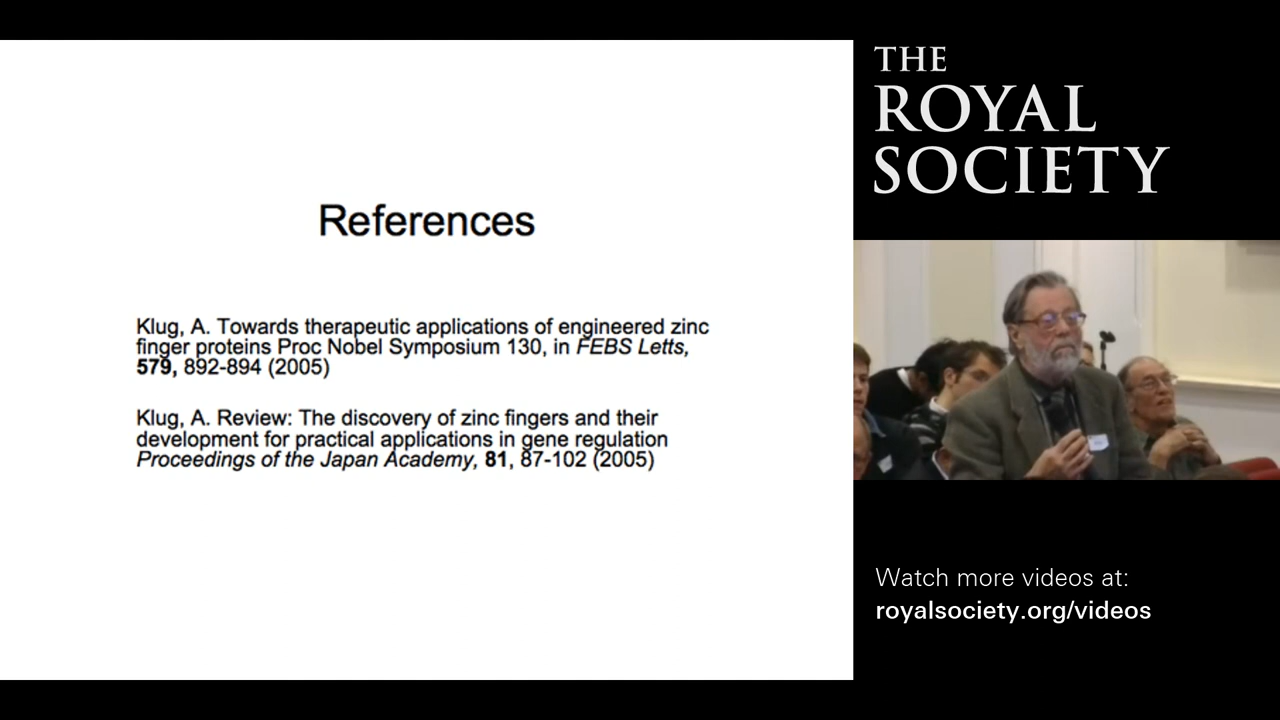 References
Klug, A. Towards therapeutic applications of engineered zinc
finger proteins Proc Nobel Symposium 130, in FEBS Letts,
579, 892-894 (2005)
Klug, A. Review: The discovery of zinc fingers and their
development for practical applications in gene regulation
Proceedings of the Japan Academy, 81, 87-102 (2005)
THE
ROYAL
SOCIETY
Watch more videos at:
royalsociety.org/videos